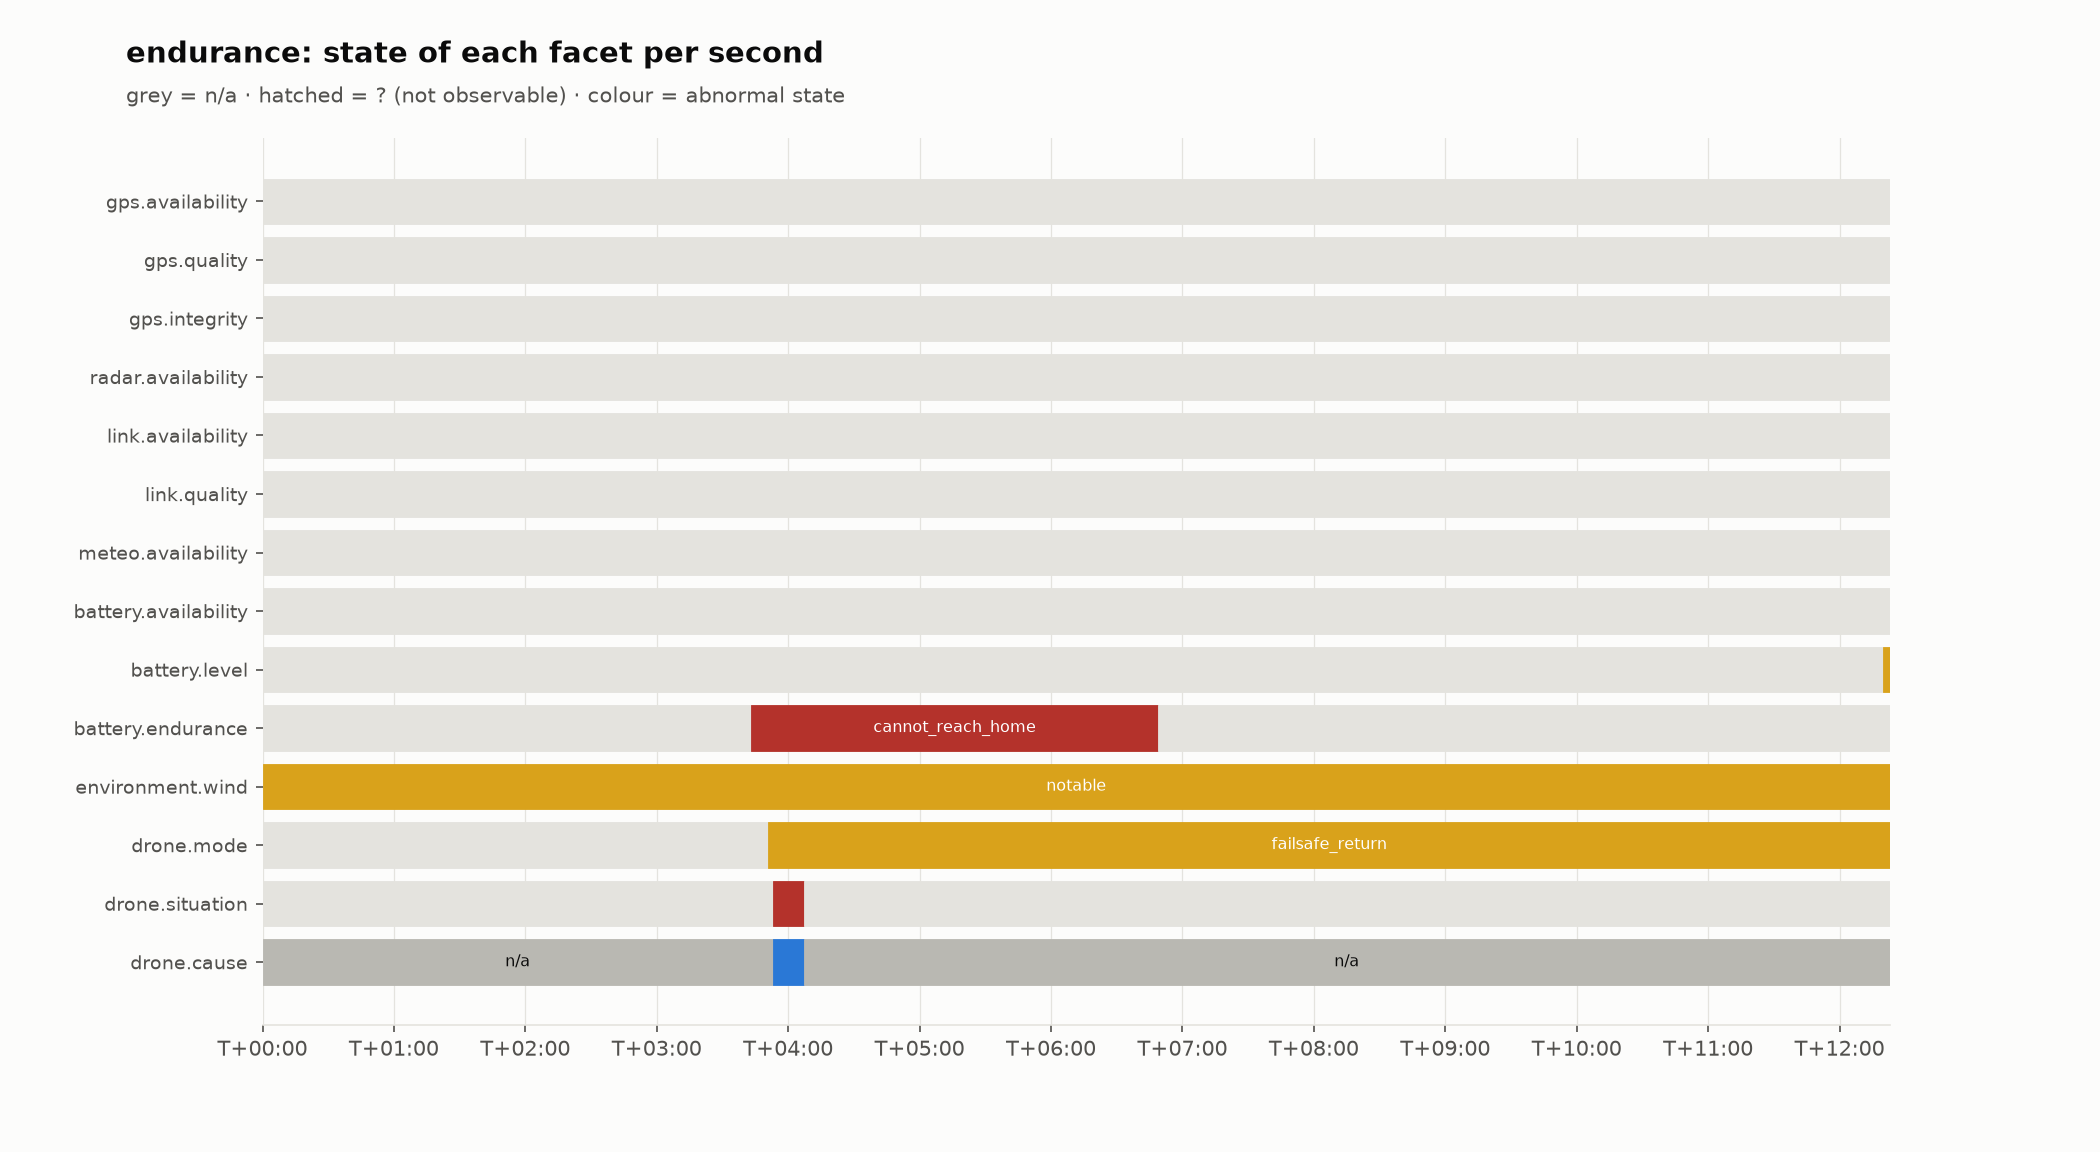 endurance: state of each facet per second
grey = n/a · hatched = ? (not observable) · colour = abnormal state
gps.availability
gps.quality
gps.integrity
radar.availability
link.availability
link.quality
meteo.availability
battery.availability
battery.level
battery.endurance
cannot_reach_home
environment.wind
notable
drone.mode
failsafe_return
drone.situation
drone.cause
n/a
n/a
T+00:00 T+01:00 T+02:00 T+03:00 T+04:00 T+05:00 T+06:00 T+07:00 T+08:00 T+09:00 T+10:00 T+11:00 T+12:00